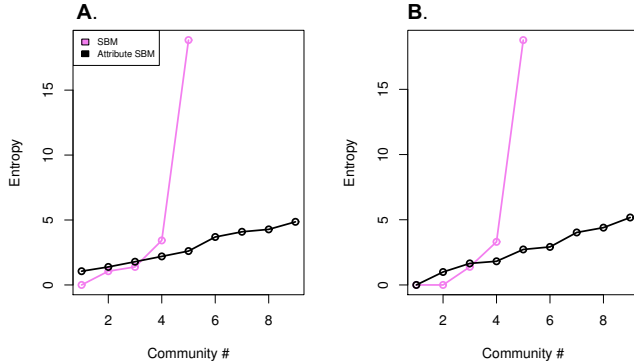 A.
SBM
Attribute SBM
Entropy
0 5 10 15
2 4 6 8
Community #
B.
Entropy
0 5 10 15
2 4 6 8
Community #